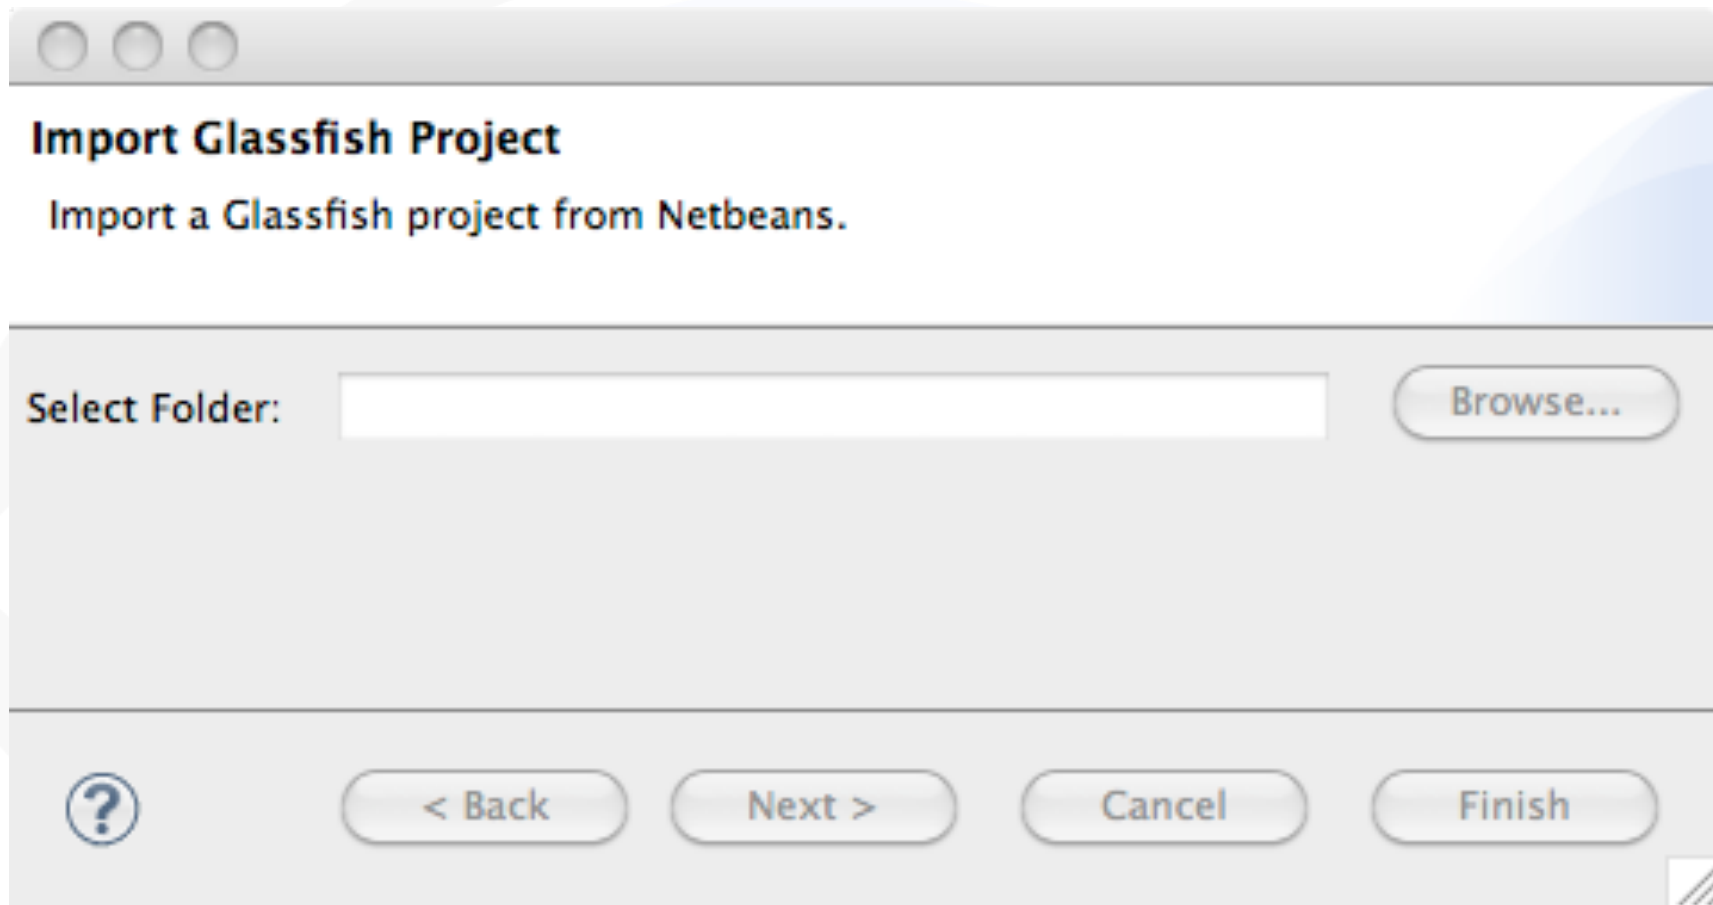 Import Glassfish Project
Import a Glassfish project from Netbeans.
Select Folder:
Browse...
?
< Back
Next >
Cancel
Finish